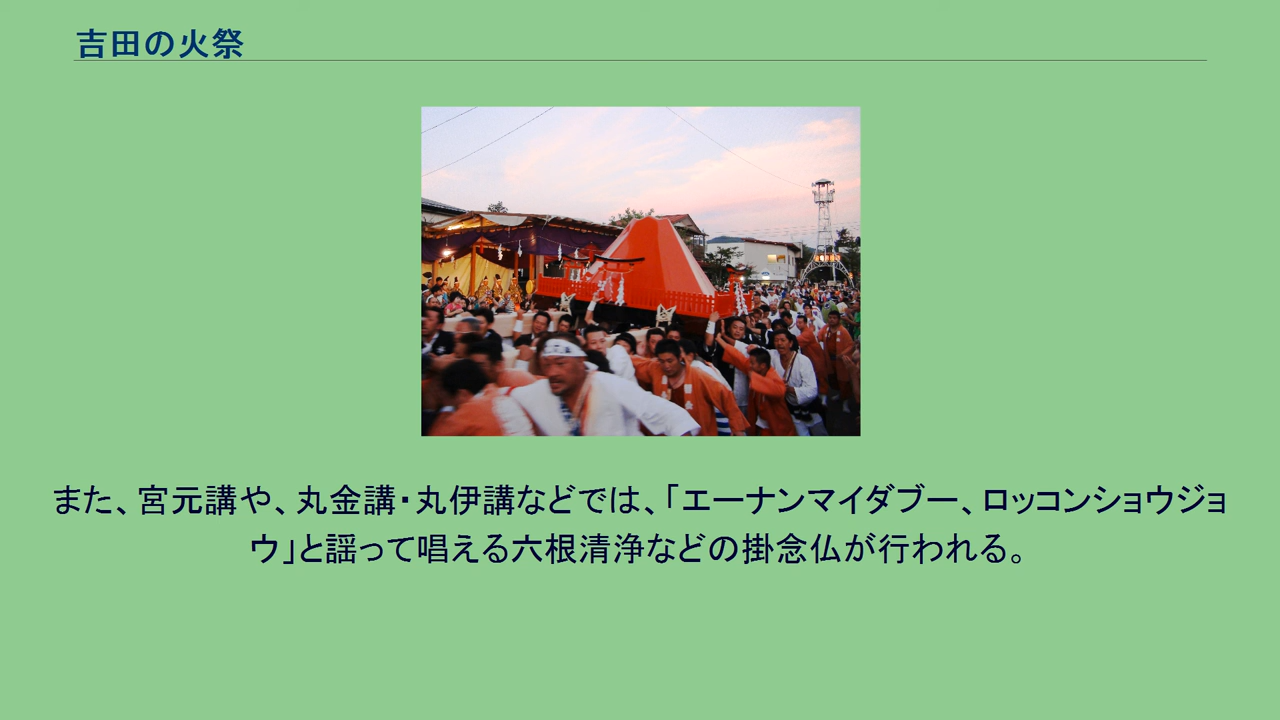 吉田の火祭
また、宮元講や、丸金講・丸伊講などでは、「エーナンマイダブー、ロッコンショウジョ
ウ」と謡って唱える六根清浄などの掛念仏が行われる。